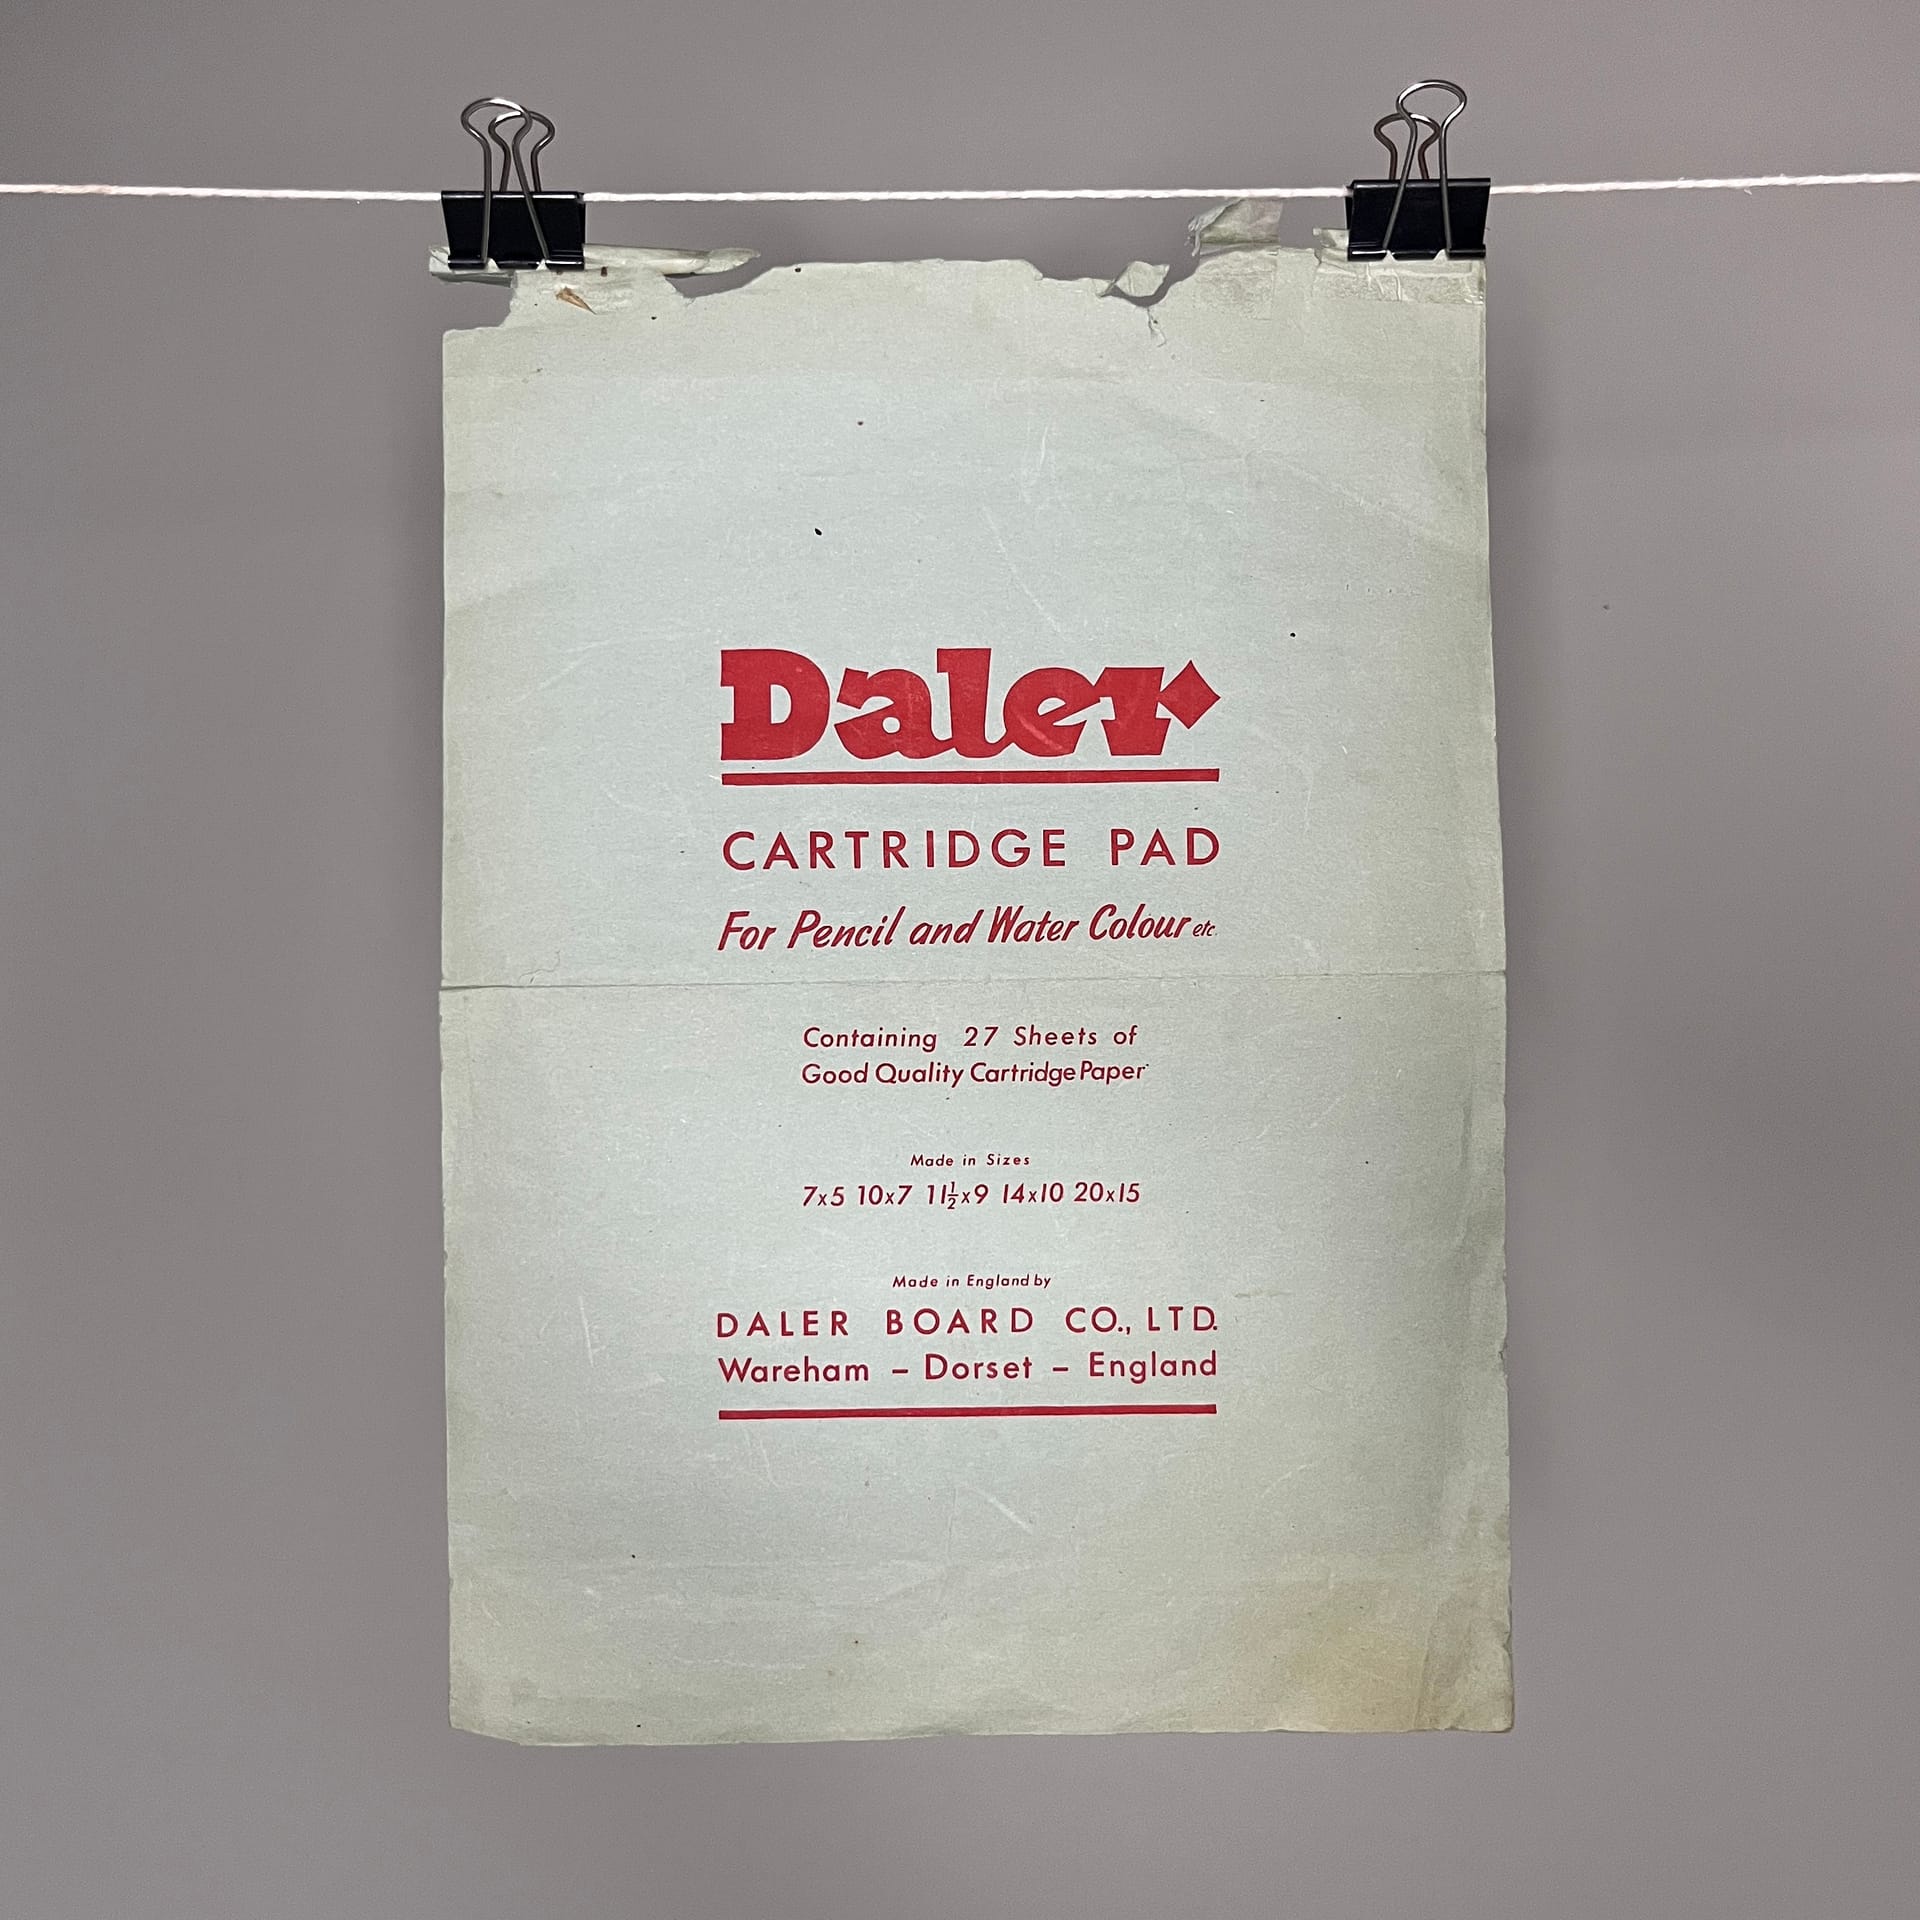 Daler
CARTRIDGE PAD
For Pencil and Water Colour etc.
Containing 27 Sheets of
Good Quality Cartridge Paper
Made in Sizes
7x5 10x7 11½x9 14x10 20x15
Made in England by
DALER BOARD CO., LTD.
Wareham – Dorset – England